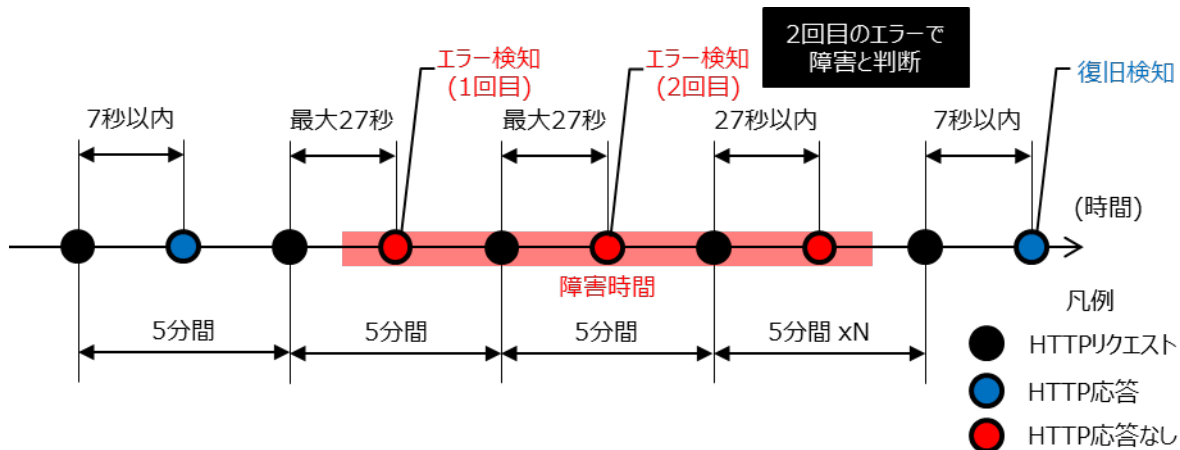 2回目のエラーで
障害と判断
エラー検知
(1回目)
エラー検知
(2回目)
復旧検知
7秒以内
最大27秒
最大27秒
27秒以内
7秒以内
(時間)
障害時間
5分間
5分間
5分間
5分間 xN
凡例
HTTPリクエスト
HTTP応答
HTTP応答なし